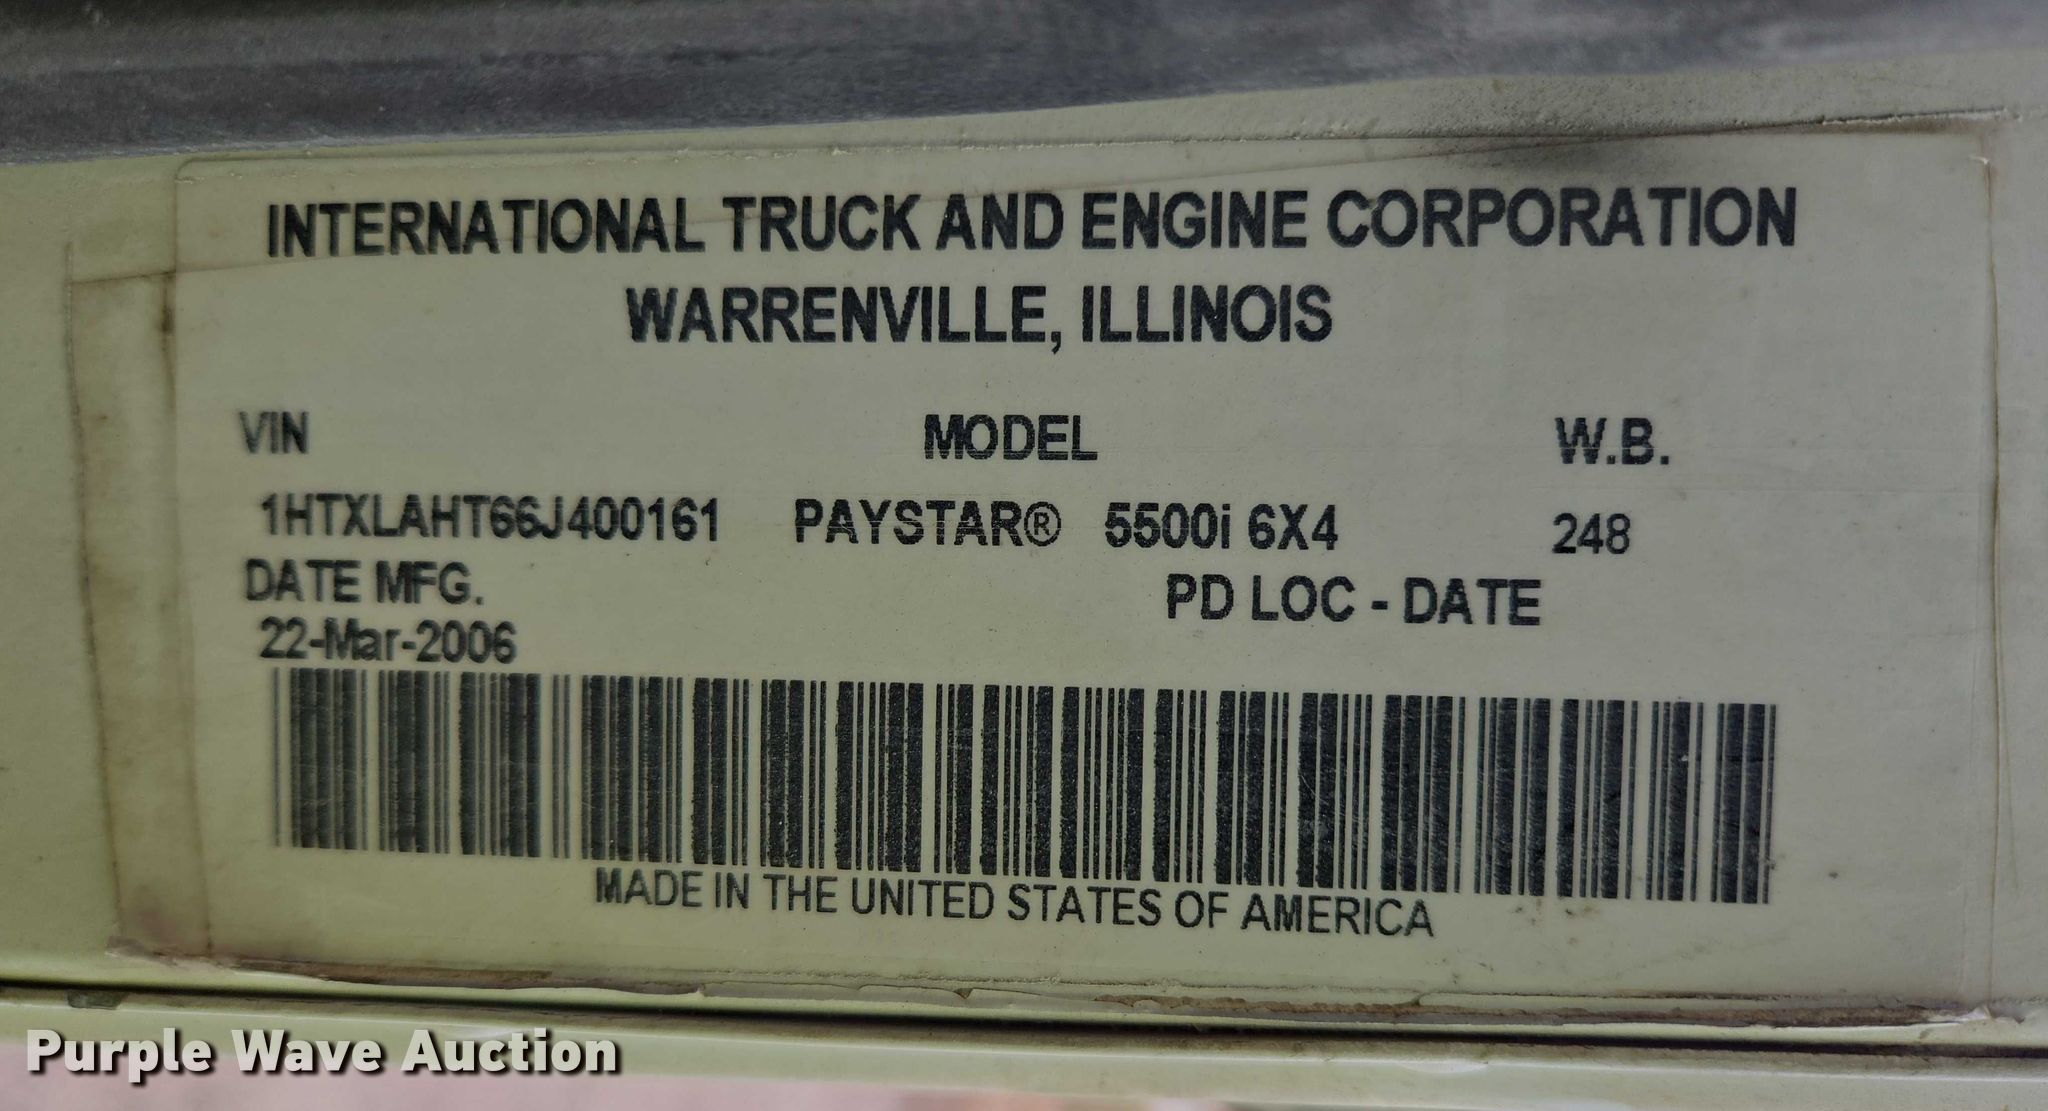 INTERNATIONAL TRUCK AND ENGINE CORPORATION
WARRENVILLE, ILLINOIS
VIN MODEL W.B.
1HTXLAHT66J400161 PAYSTAR® 5500i 6X4 248
DATE MFG. PD LOC - DATE
22-Mar-2006
MADE IN THE UNITED STATES OF AMERICA
Purple Wave Auction